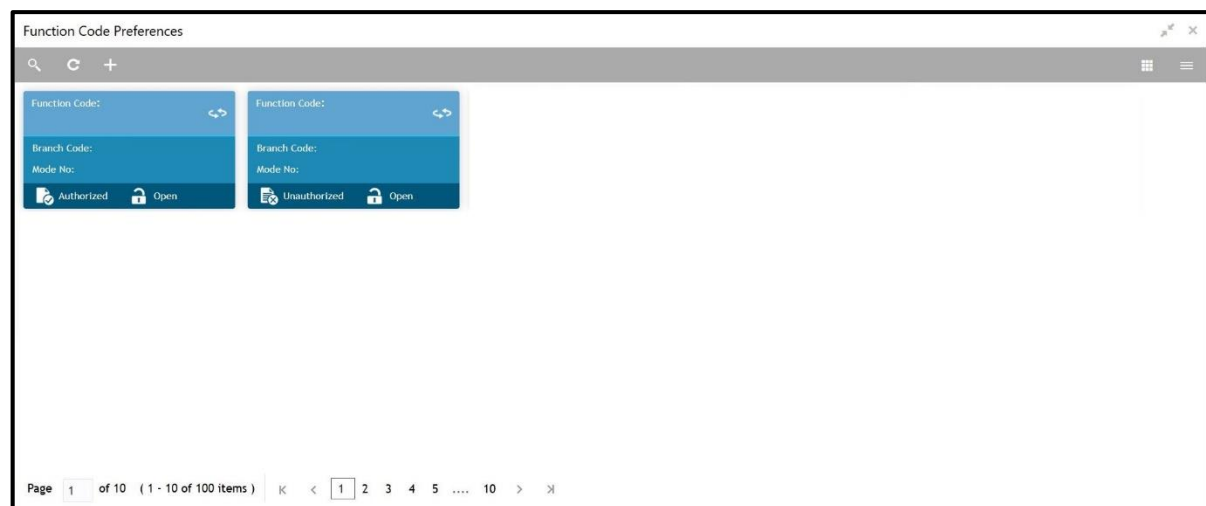 Function Code Preferences
Function Code: Function Code:
Branch Code: Branch Code:
Mode No: Mode No:
Authorized Open Unauthorized Open
Page 1 of 10 ( 1 - 10 of 100 items ) 1 2 3 4 5 .... 10